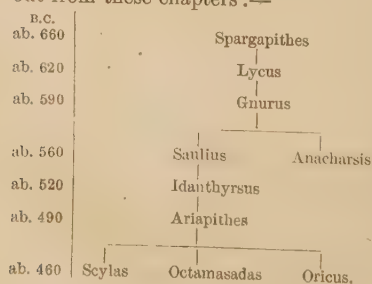 out from these chapters:—
B.C.
ab. 660 Spargapithes
ab. 620 Lycus
ab. 590 Gnurus
ab. 560 Saulius Anacharsis
ab. 520 Idanthyrsus
ab. 490 Ariapithes
ab. 460 Scylas Octamasadas Oricus.